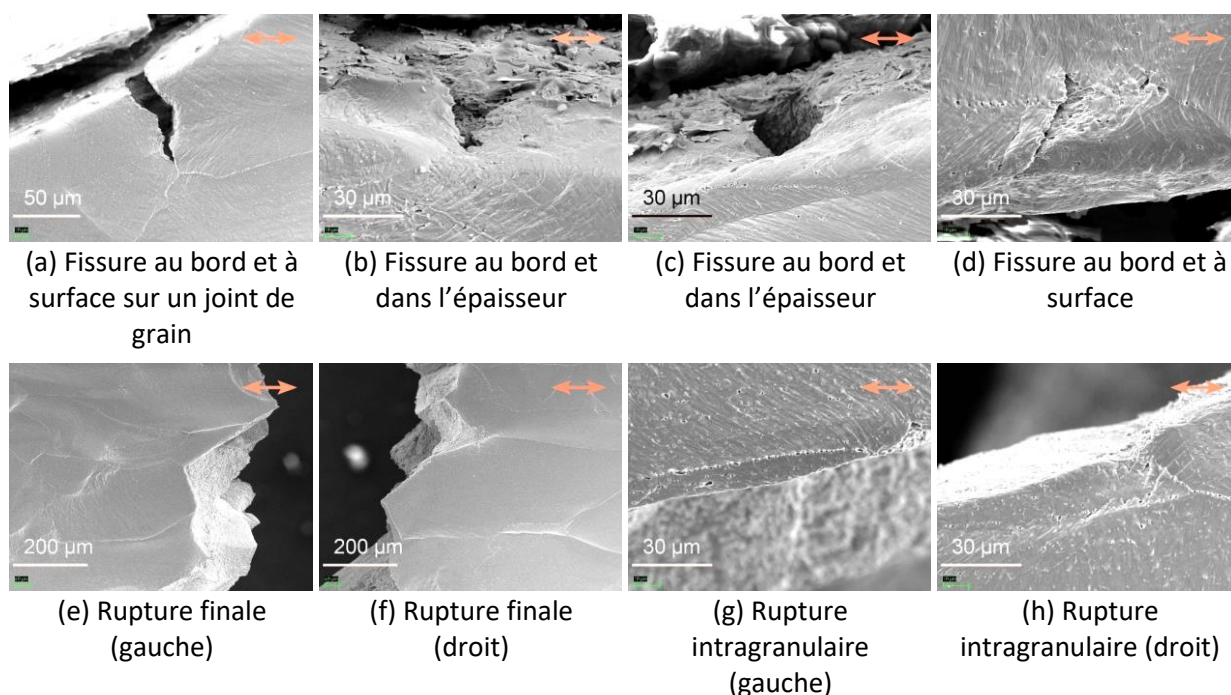 50 µm
30 µm
30 µm
30 µm
(a) Fissure au bord et à
surface sur un joint de
grain
(b) Fissure au bord et
dans l'épaisseur
(c) Fissure au bord et
dans l'épaisseur
(d) Fissure au bord et à
surface
200 µm
200 µm
30 µm
30 µm
(e) Rupture finale
(gauche)
(f) Rupture finale
(droit)
(g) Rupture
intragranulaire
(gauche)
(h) Rupture
intragranulaire (droit)